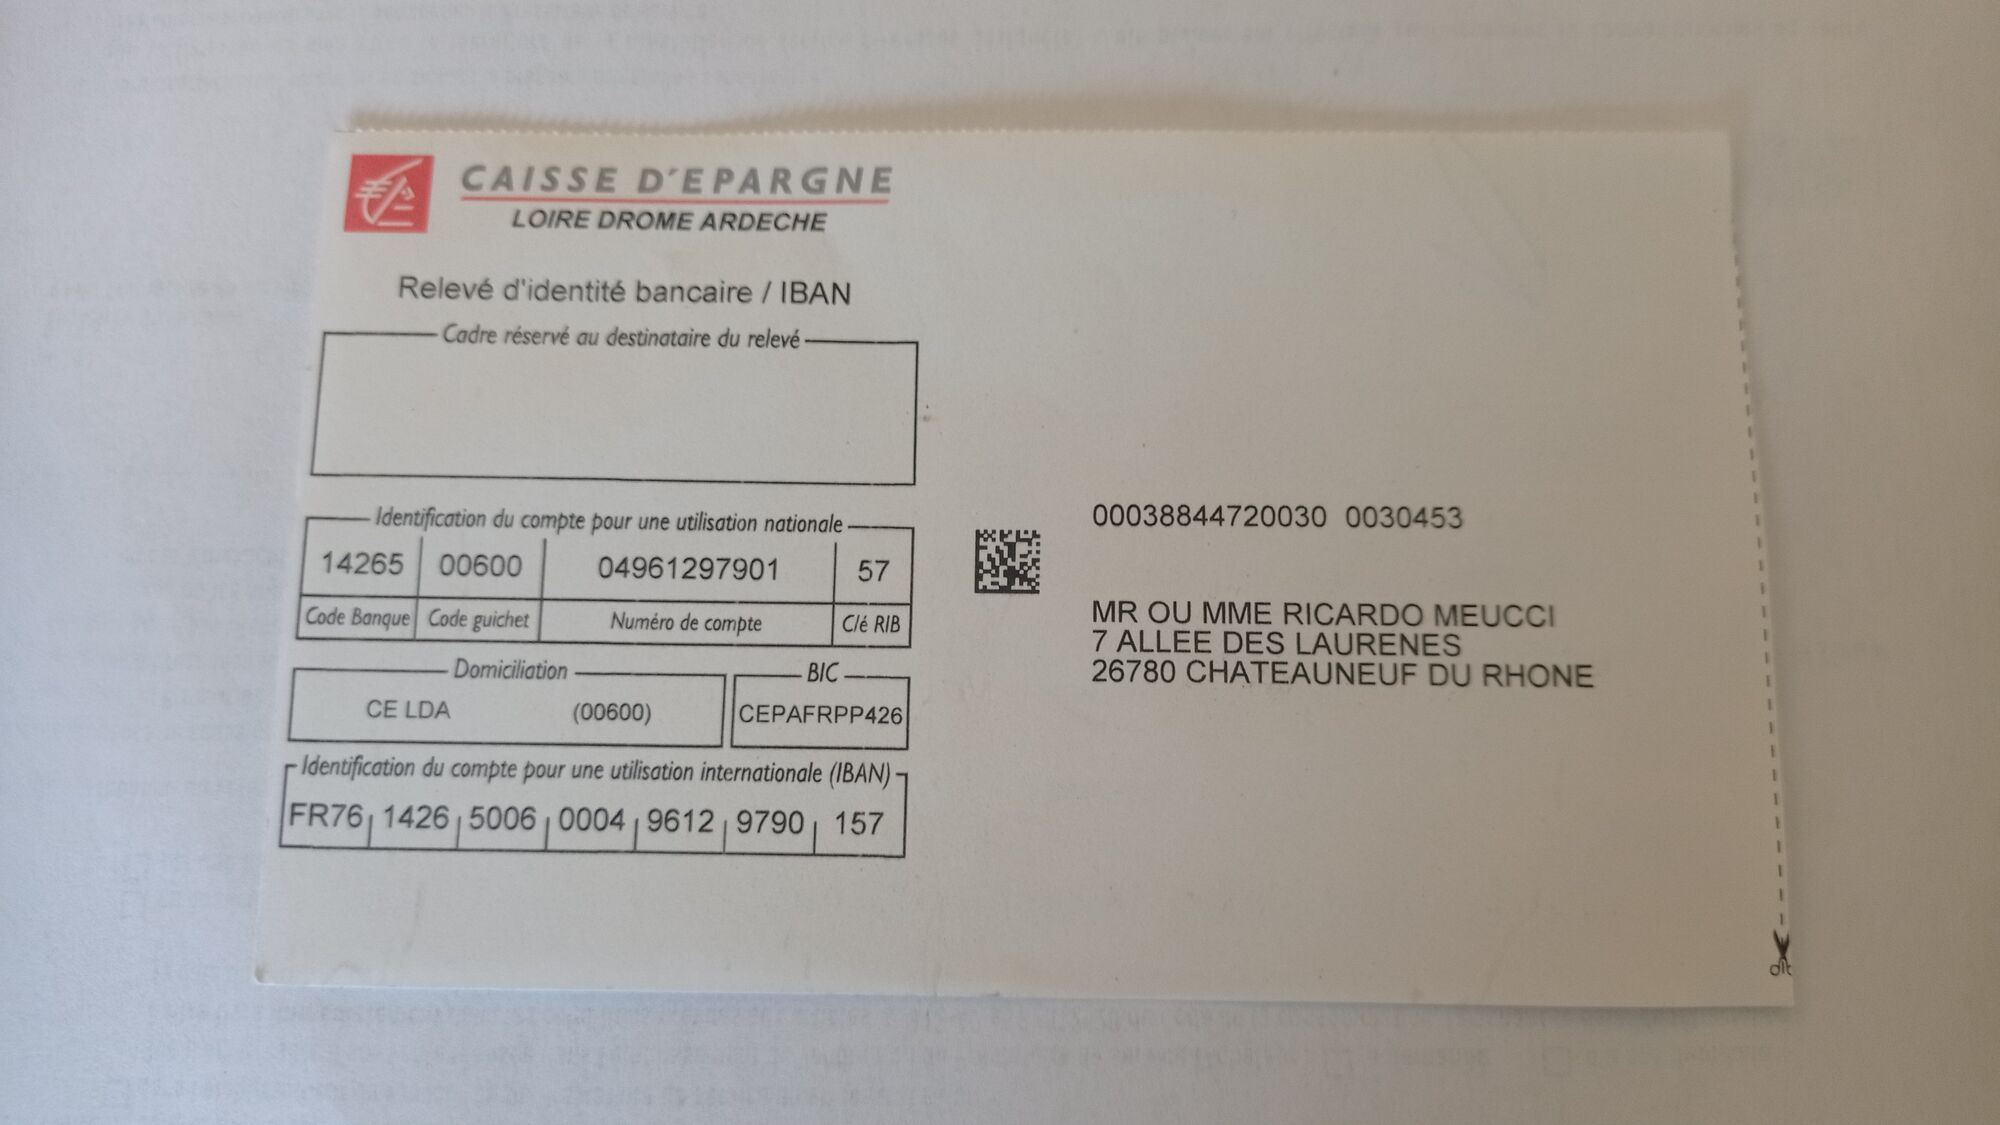 CAISSE D'EPARGNE
LOIRE DROME ARDECHE
Relevé d'identité bancaire / IBAN
Cadre réservé au destinataire du relevé
Identification du compte pour une utilisation nationale
14265 00600 04961297901 57
Code Banque Code guichet Numéro de compte Clé RIB
Domiciliation BIC
CE LDA (00600) CEPAFRPP426
Identification du compte pour une utilisation internationale (IBAN)
FR76 1426 5006 0004 9612 9790 157
00038844720030 0030453
MR OU MME RICARDO MEUCCI
7 ALLEE DES LAURENES
26780 CHATEAUNEUF DU RHONE